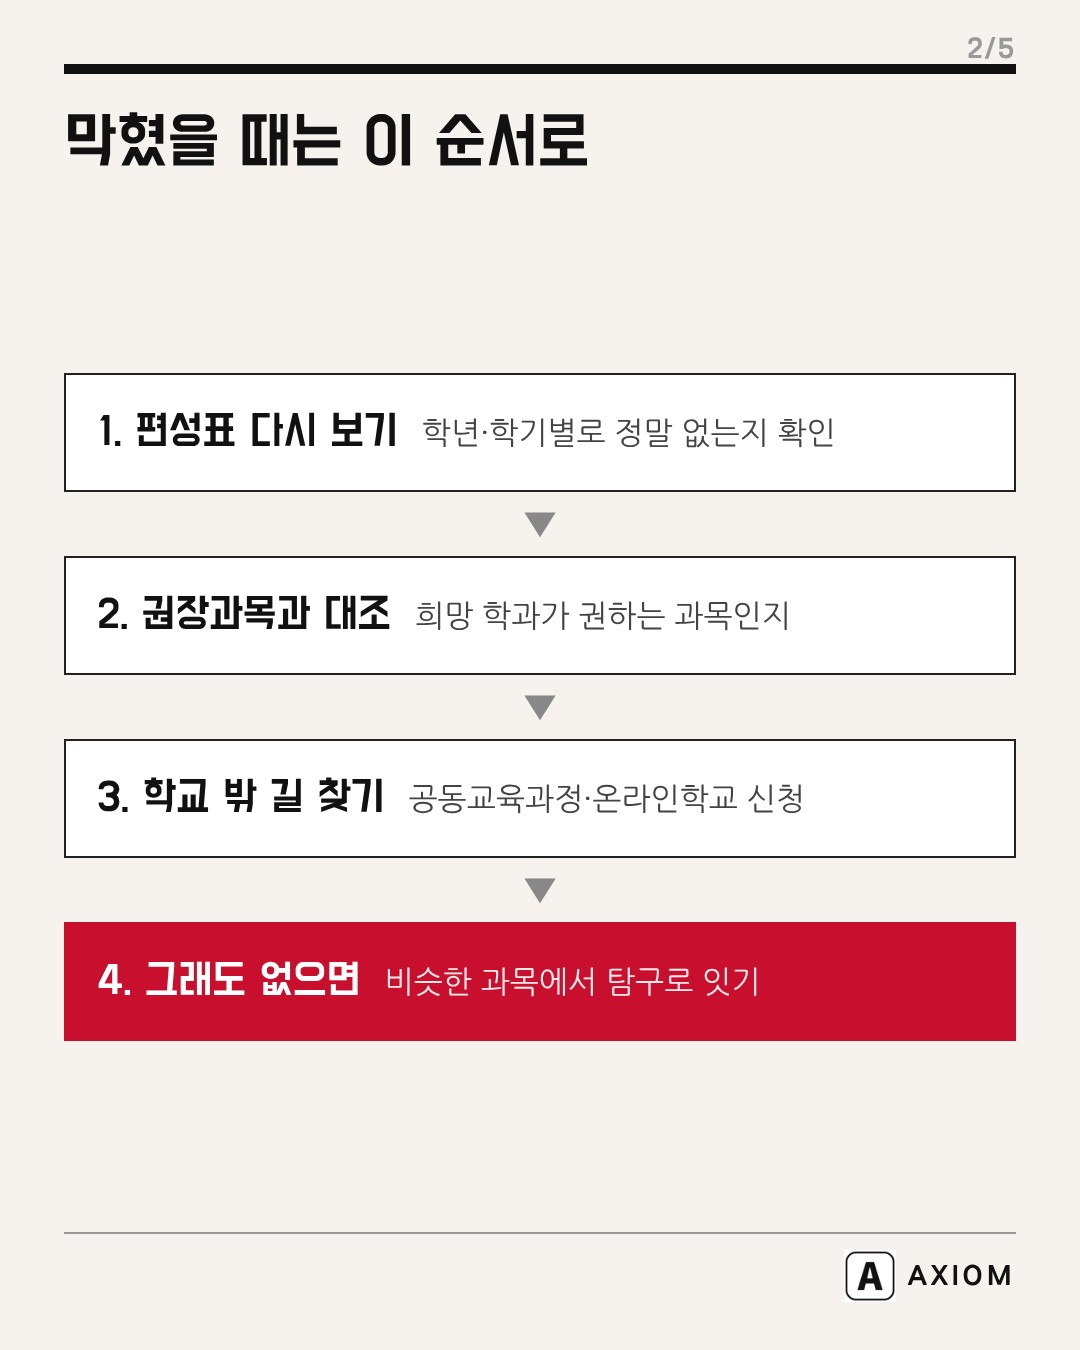 2/5
막혔을 때는 이 순서로
1. 편성표 다시 보기 학년·학기별로 정말 없는지 확인
2. 권장과목과 대조 희망 학과가 권하는 과목인지
3. 학교 밖 길 찾기 공동교육과정·온라인학교 신청
4. 그래도 없으면 비슷한 과목에서 탐구로 잇기
A AXIOM